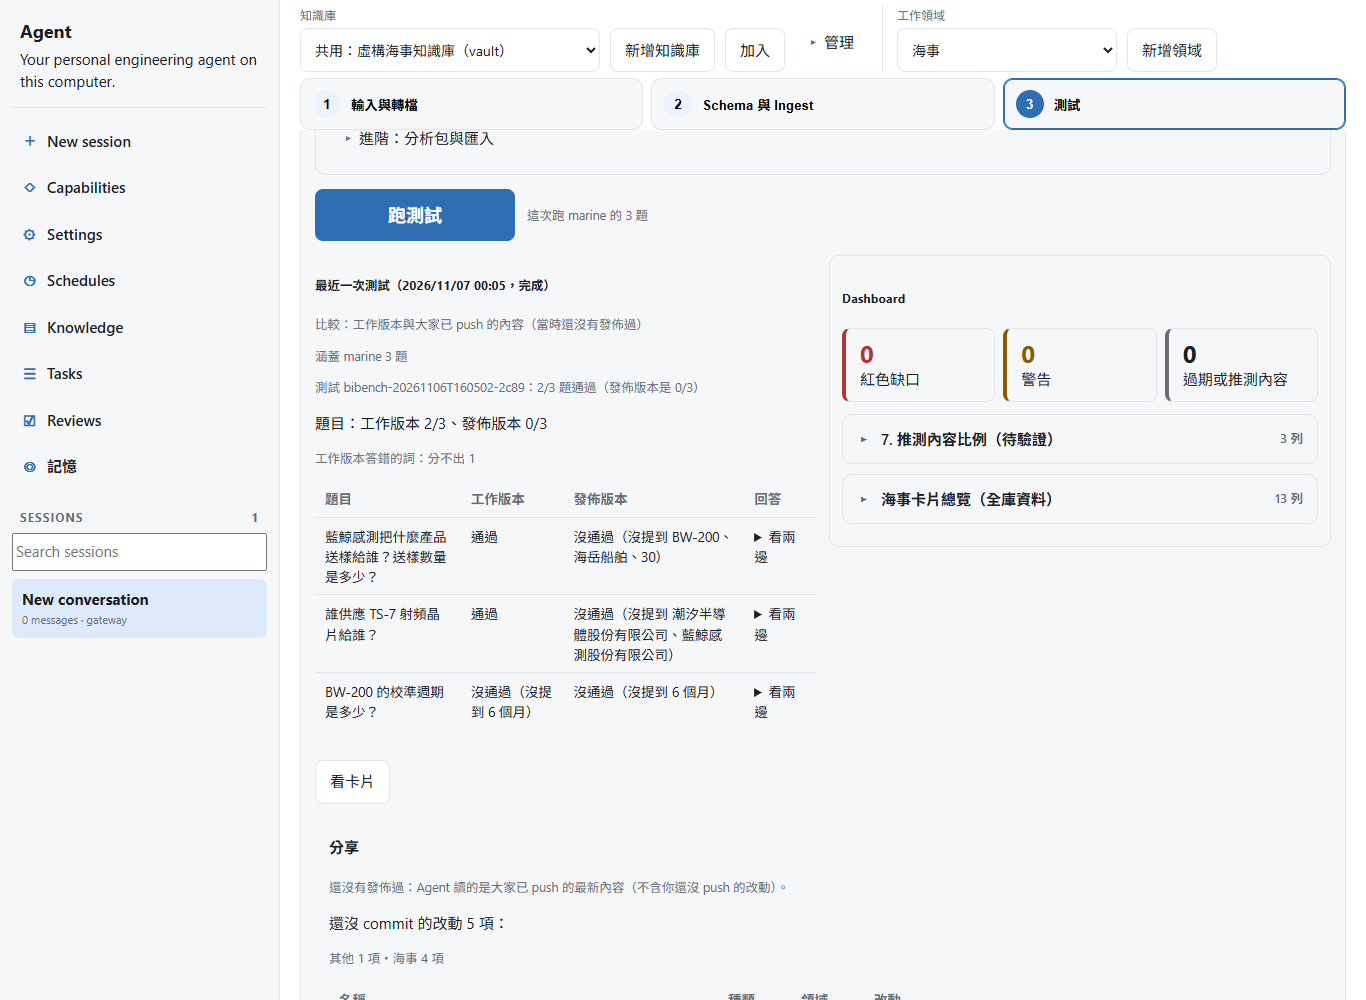 Agent
Your personal engineering agent on
this computer.
+ New session
Capabilities
Settings
Schedules
Knowledge
Tasks
Reviews
記憶
SESSIONS 1
Search sessions
New conversation
0 messages · gateway
知識庫
共用：虛構海事知識庫（vault）
新增知識庫
加入
管理
工作領域
海事
新增領域
1 輸入與轉檔
2 Schema 與 Ingest
3 測試
進階：分析包與匯入
跑測試
這次跑 marine 的 3 題
最近一次測試（2026/11/07 00:05，完成）
比較：工作版本與大家已 push 的內容（當時還沒有發佈過）
涵蓋 marine 3 題
測試 bibench-20261106T160502-2c89：2/3 題通過（發佈版本是 0/3）
題目：工作版本 2/3、發佈版本 0/3
工作版本答錯的詞：分不出 1
題目 工作版本 發佈版本 回答
藍鯨感測把什麼產品
送樣給誰？送樣數量
是多少？
通過
沒通過（沒提到 BW-200、
海岳船舶、30）
▶ 看兩
邊
誰供應 TS-7 射頻晶
片給誰？
通過
沒通過（沒提到 潮汐半導
體股份有限公司、藍鯨感
測股份有限公司）
▶ 看兩
邊
BW-200 的校準週期
是多少？
沒通過（沒提
到 6 個月）
沒通過（沒提到 6 個月）
▶ 看兩
邊
看卡片
Dashboard
0
紅色缺口
0
警告
0
過期或推測內容
7. 推測內容比例（待驗證） 3 列
海事卡片總覽（全庫資料） 13 列
分享
還沒有發佈過：Agent 讀的是大家已 push 的最新內容（不含你還沒 push 的改動）。
還沒 commit 的改動 5 項：
其他 1 項・海事 4 項
名稱 種類 領域 改動